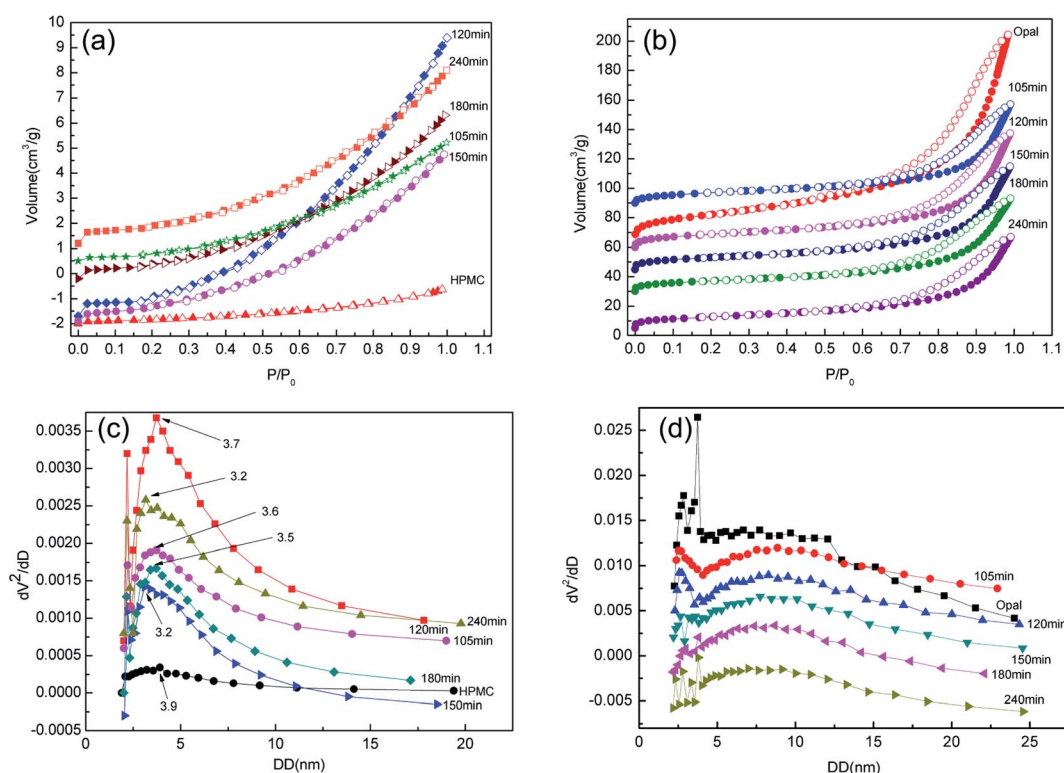 (a)
10
9
8
7
6
5
4
3
2
1
0
-1
-2
Volume(cm³/g)
120min
240min
180min
105min
150min
HPMC
0.0 0.1 0.2 0.3 0.4 0.5 0.6 0.7 0.8 0.9 1.0 1.1
P/P₀
(b)
200
180
160
140
120
100
80
60
40
20
0
Volume(cm³/g)
Opal
105min
120min
150min
180min
240min
0.0 0.1 0.2 0.3 0.4 0.5 0.6 0.7 0.8 0.9 1.0 1.1
P/P₀
(c)
0.0035
0.0030
0.0025
0.0020
0.0015
0.0010
0.0005
0.0000
-0.0005
dV²/dD
3.7
3.2
3.6
3.5
3.2
3.9
120min
240min
105min
180min
HPMC
150min
0 5 10 15 20
DD(nm)
(d)
0.025
0.020
0.015
0.010
0.005
0.000
-0.005
dV²/dD
105min
Opal
120min
150min
180min
240min
0 5 10 15 20 25
DD(nm)